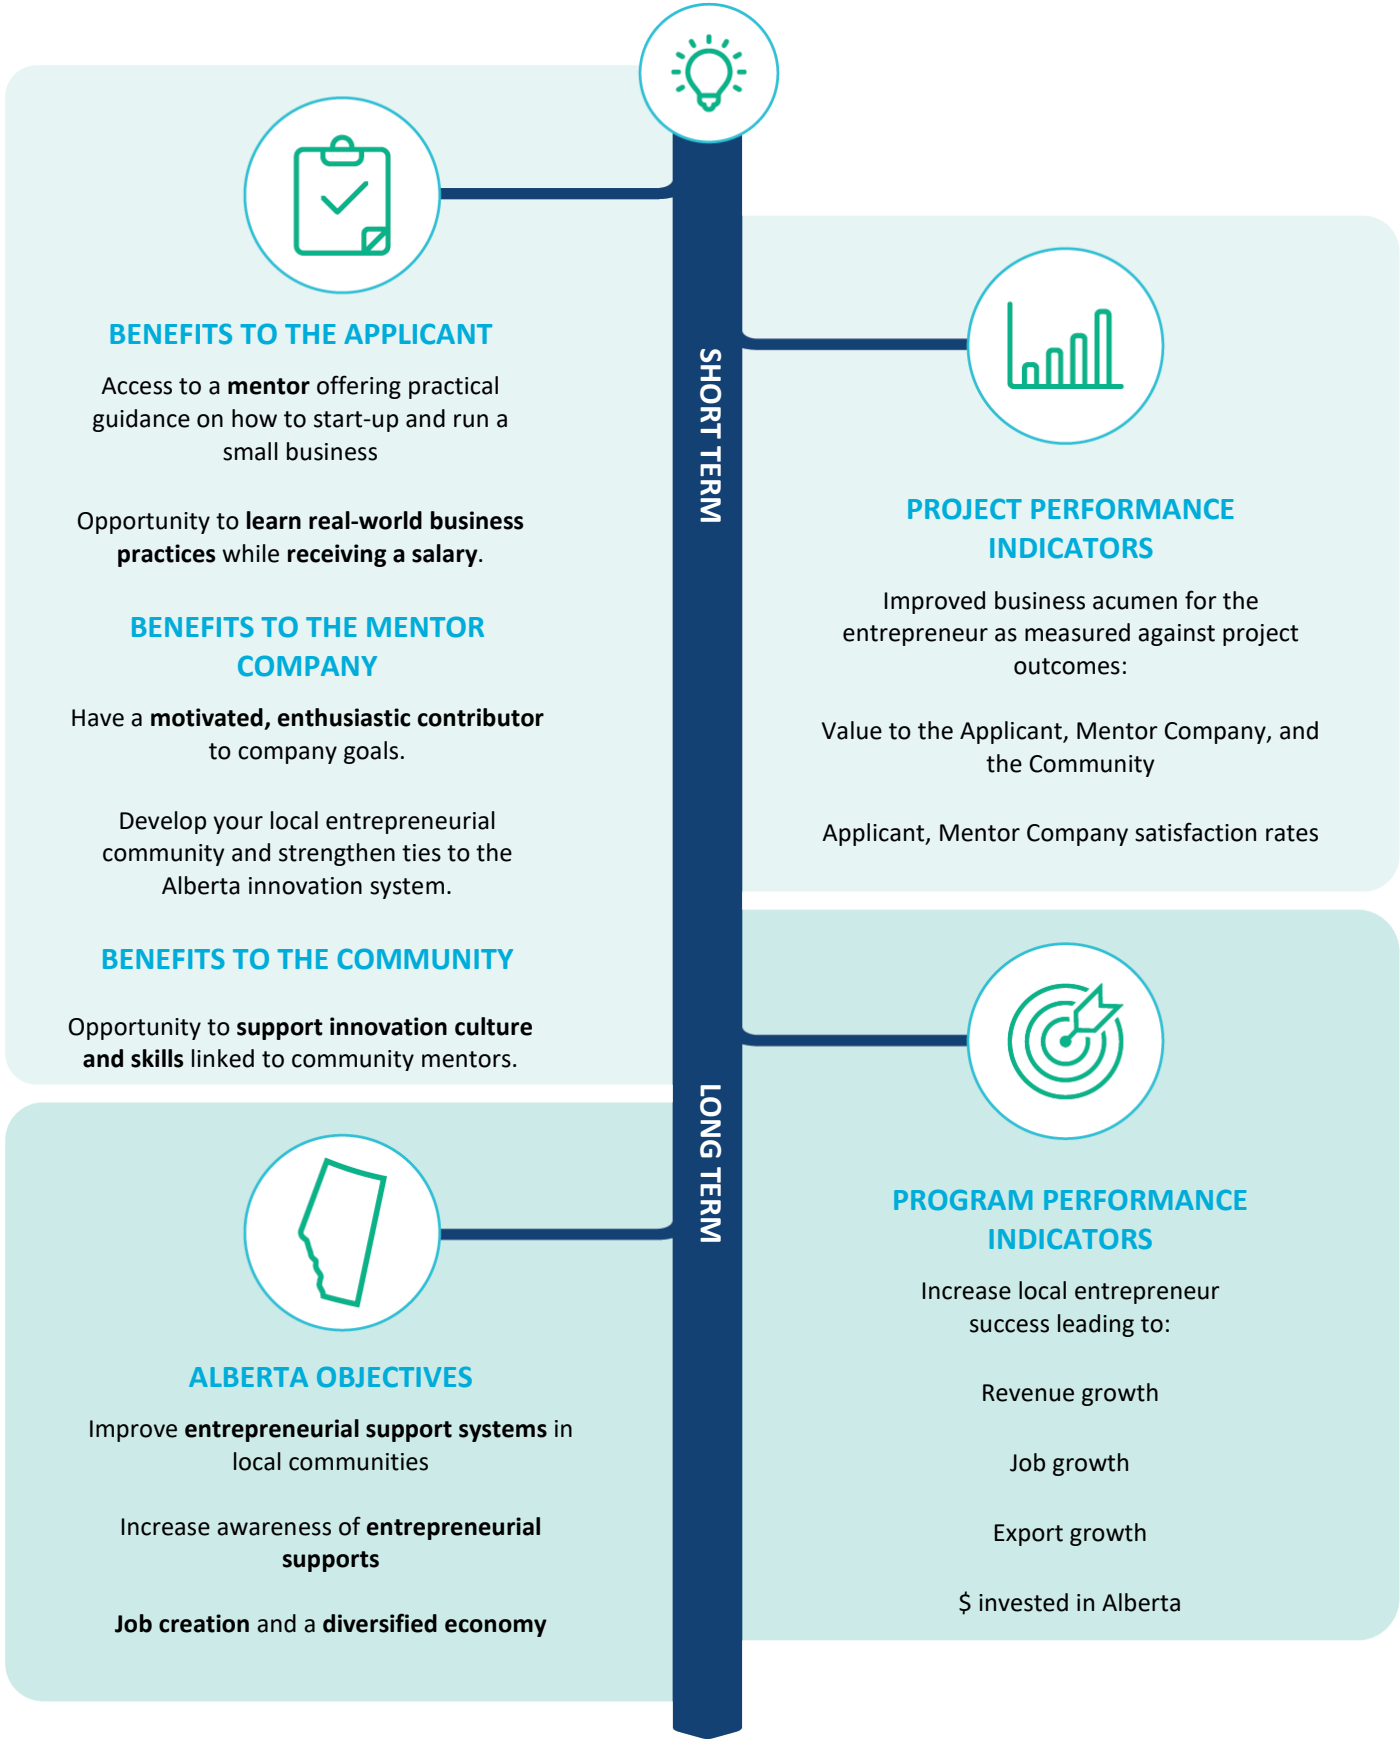 BENEFITS TO THE APPLICANT
Access to a mentor offering practical
guidance on how to start-up and run a
small business
Opportunity to learn real-world business
practices while receiving a salary.
BENEFITS TO THE MENTOR
COMPANY
Have a motivated, enthusiastic contributor
to company goals.
Develop your local entrepreneurial
community and strengthen ties to the
Alberta innovation system.
BENEFITS TO THE COMMUNITY
Opportunity to support innovation culture
and skills linked to community mentors.
SHORT TERM
PROJECT PERFORMANCE
INDICATORS
Improved business acumen for the
entrepreneur as measured against project
outcomes:
Value to the Applicant, Mentor Company, and
the Community
Applicant, Mentor Company satisfaction rates
ALBERTA OBJECTIVES
Improve entrepreneurial support systems in
local communities
Increase awareness of entrepreneurial
supports
Job creation and a diversified economy
LONG TERM
PROGRAM PERFORMANCE
INDICATORS
Increase local entrepreneur
success leading to:
Revenue growth
Job growth
Export growth
$ invested in Alberta